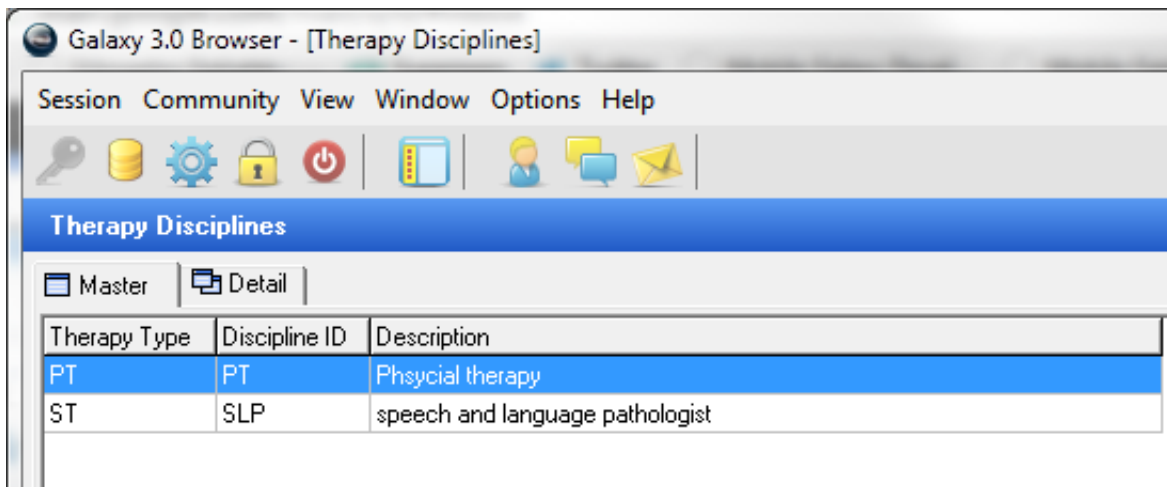 Galaxy 3.0 Browser - [Therapy Disciplines]
Session Community View Window Options Help
Therapy Disciplines
Master Detail
Therapy Type Discipline ID Description
PT PT Phsycial therapy
ST SLP speech and language pathologist